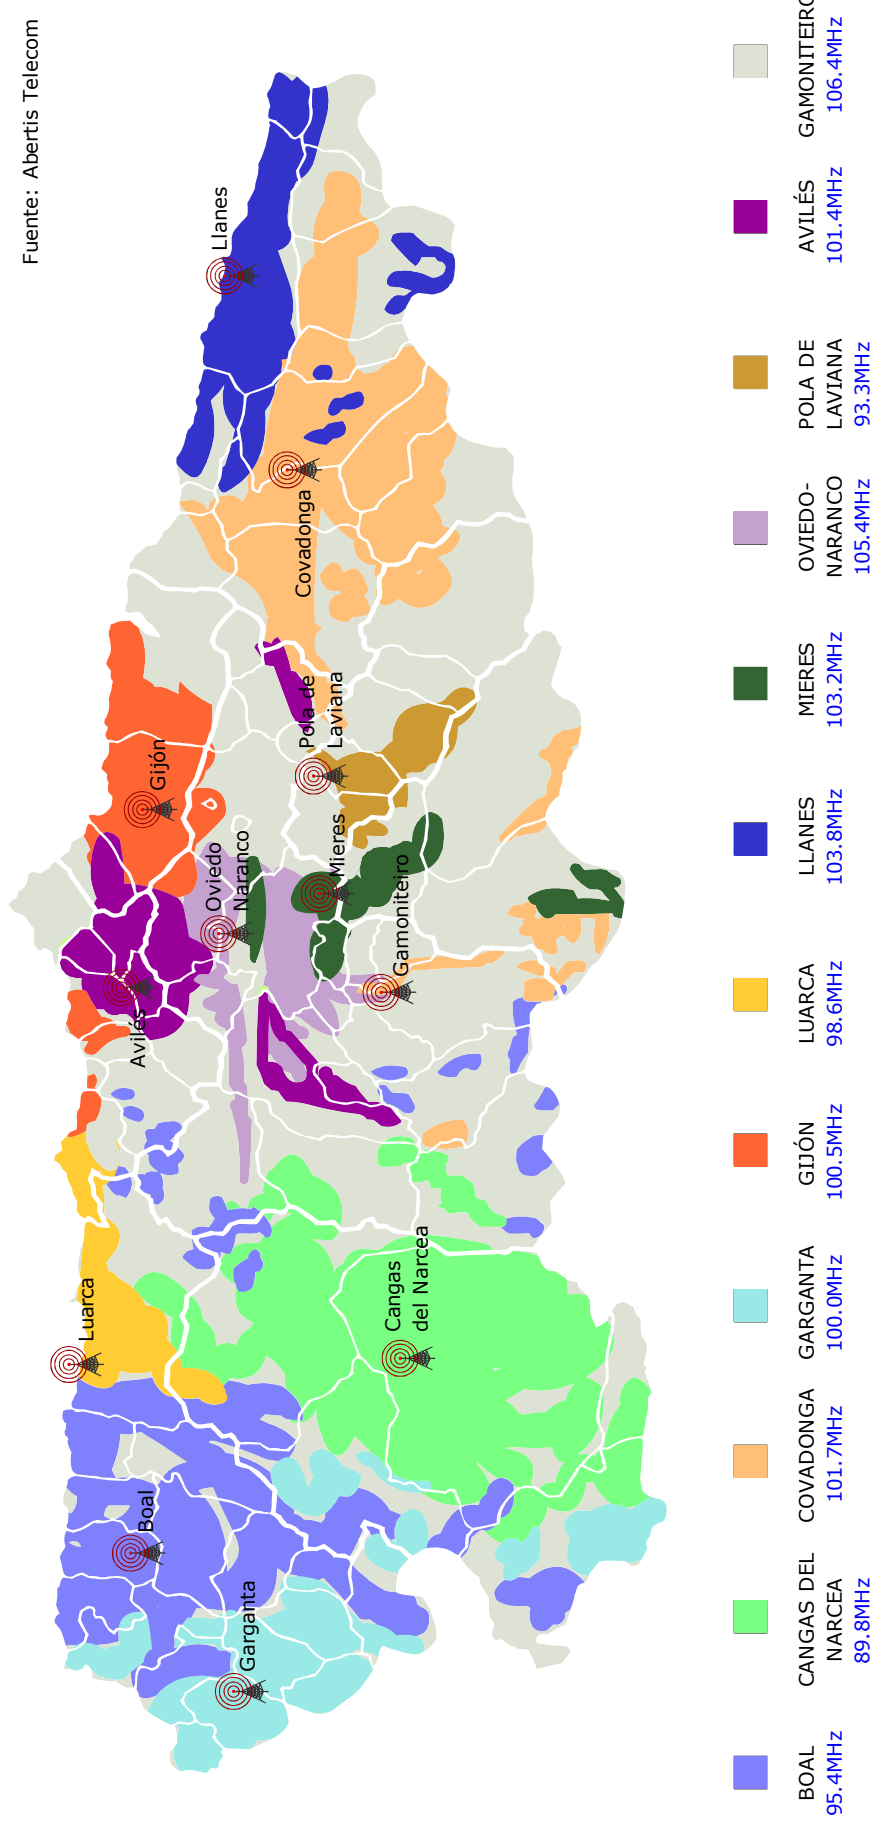 Fuente: Abertis Telecom
Luarca
Avilés
Gijón
Boal
Garganta
Oviedo
Naranco
Llanes
Cangas
del Narcea
Gamoniteiro
Mieres
Pola de
Laviana
Covadonga
BOAL
95.4MHz
CANGAS DEL
NARCEA
89.8MHz
COVADONGA
101.7MHz
GARGANTA
100.0MHz
GIJÓN
100.5MHz
LUARCA
98.6MHz
LLANES
103.8MHz
MIERES
103.2MHz
OVIEDO-
NARANCO
105.4MHz
POLA DE
LAVIANA
93.3MHz
AVILÉS
101.4MHz
GAMONITEIRO
106.4MHz